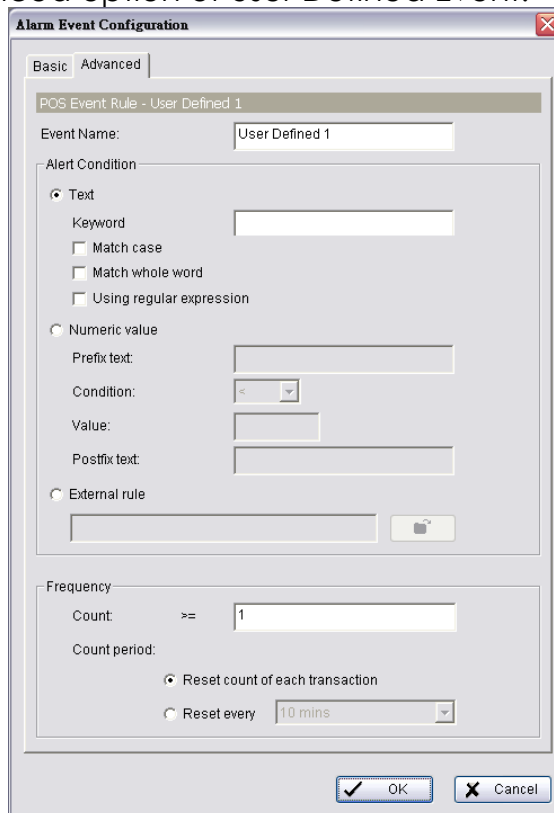 Alarm Event Configuration
Basic Advanced
POS Event Rule - User Defined 1
Event Name: User Defined 1
Alert Condition
Text
Keyword
Match case
Match whole word
Using regular expression
Numeric value
Prefix text:
Condition: <
Value:
Postfix text:
External rule
Frequency
Count: >= 1
Count period:
Reset count of each transaction
Reset every 10 mins
OK Cancel